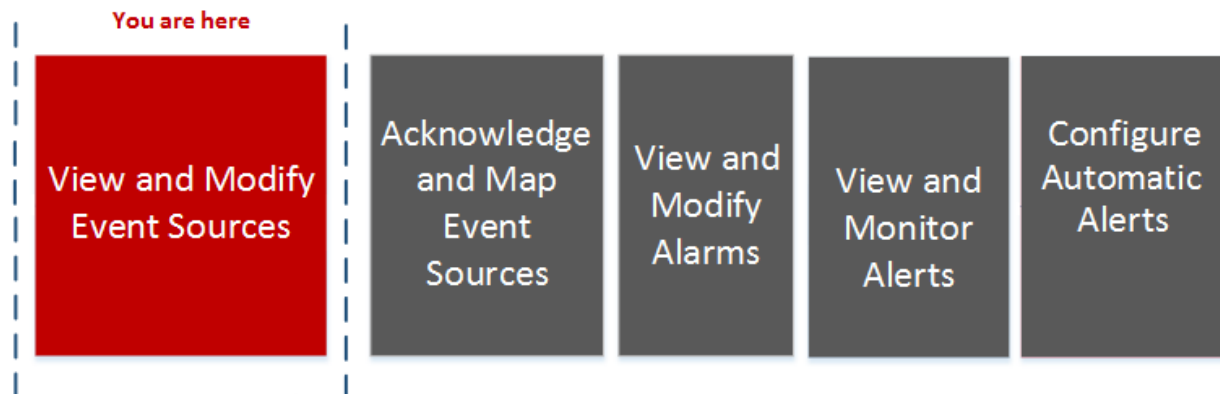 You are here
View and Modify
Event Sources
Acknowledge
and Map
Event
Sources
View and
Modify
Alarms
View and
Monitor
Alerts
Configure
Automatic
Alerts